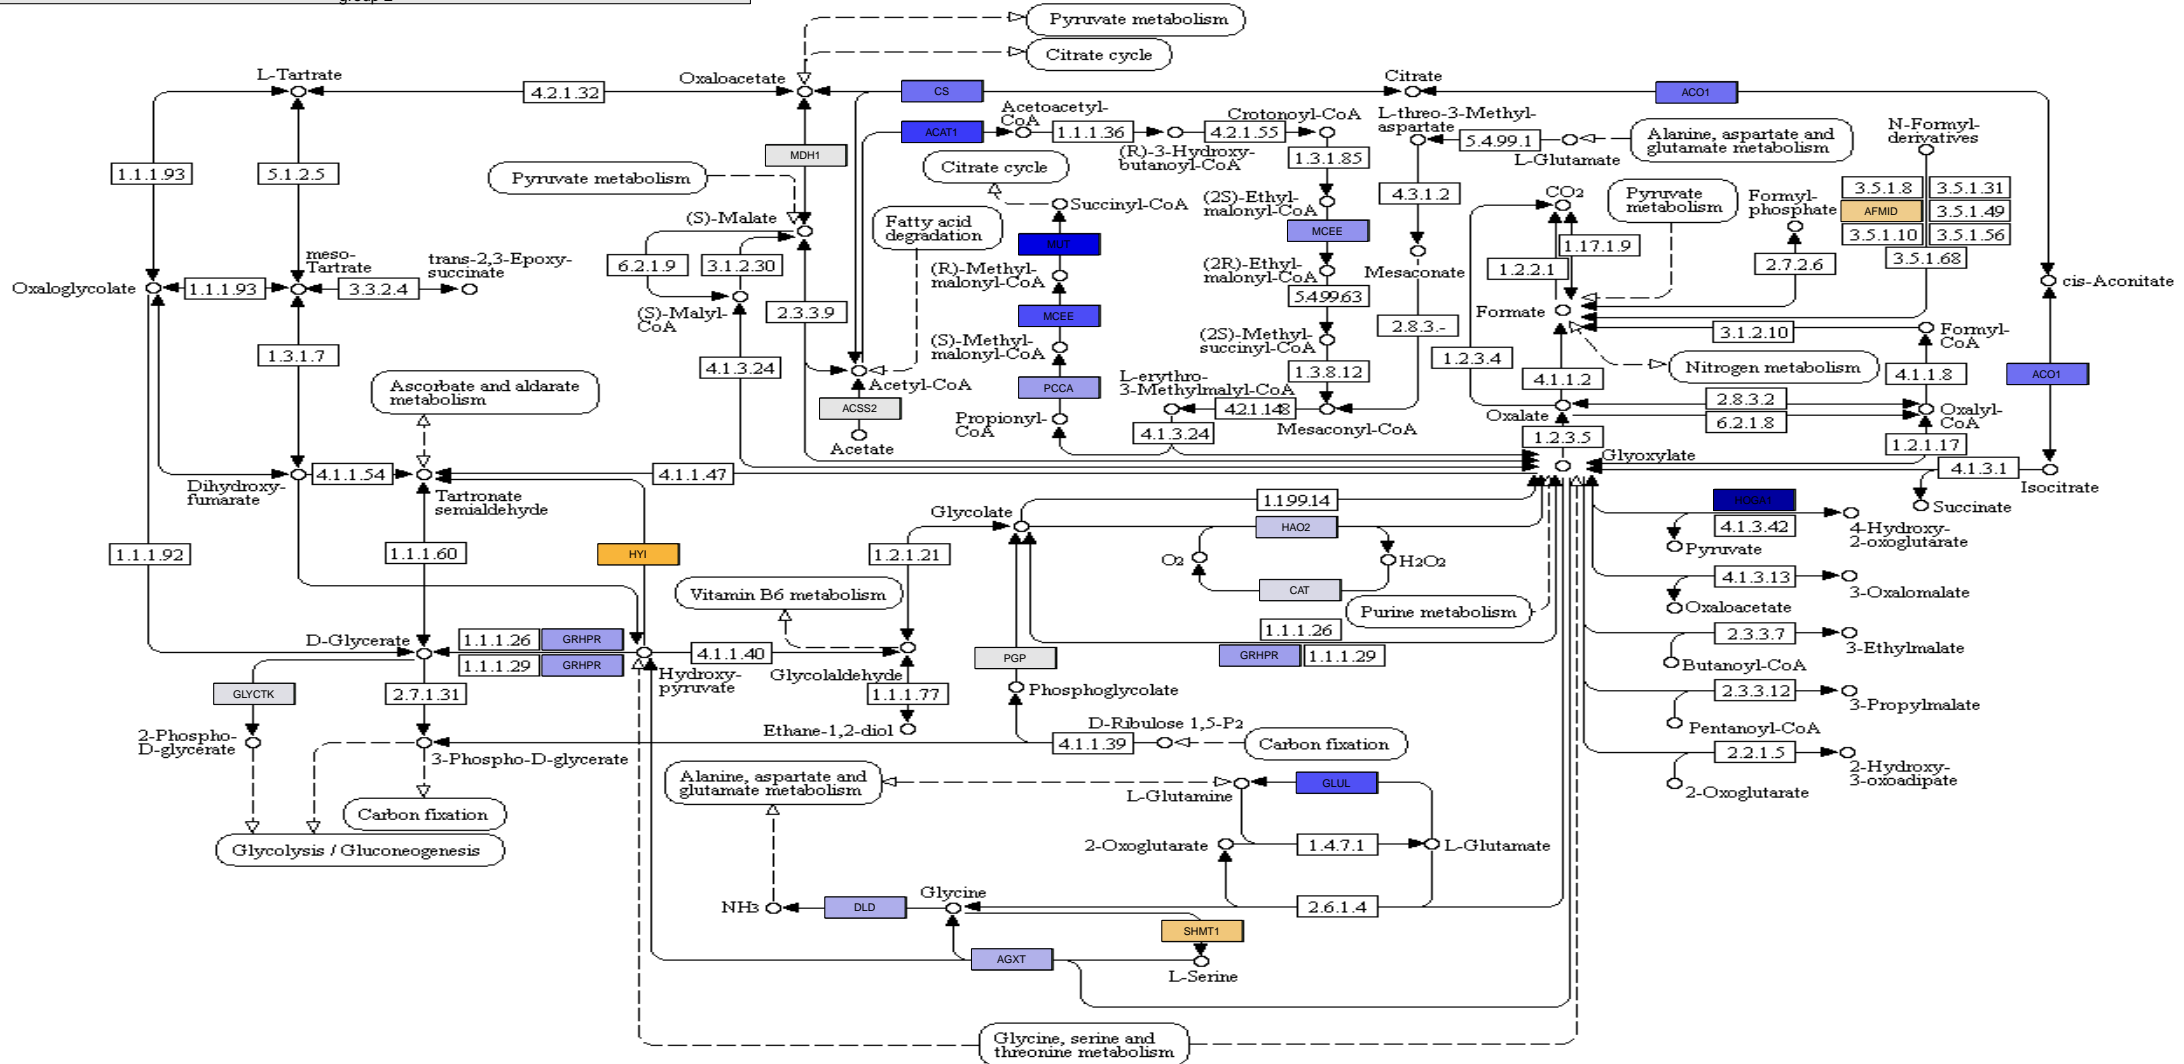 Pyruvate metabolism
Citrate cycle
L-Tartrate
Oxaloacetate
Citrate
4.2.1.32
CS
ACO1
Acetoacetyl-
CoA
Crotonoyl-CoA
L-threo-3-Methyl-
aspartate
N-Formyl-
derivatives
ACAT1
1.1.1.36
4.2.1.55
5.4.99.1
Alanine, aspartate and
glutamate metabolism
(R)-3-Hydroxy-
butanoyl-CoA
L-Glutamate
MDH1
1.3.1.85
1.1.1.93
5.1.2.5
Pyruvate metabolism
Citrate cycle
4.3.1.2
CO2
Pyruvate
metabolism
Formyl-
phosphate
3.5.1.8
3.5.1.31
AFMID
3.5.1.49
3.5.1.10
3.5.1.56
3.5.1.68
(S)-Malate
Fatty acid
degradation
Succinyl-CoA
(2S)-Ethyl-
malonyl-CoA
MUT
MCEE
1.17.1.9
1.2.2.1
2.7.2.6
meso-
Tartrate
trans-2,3-Epoxy-
succinate
6.2.1.9
3.1.2.30
(R)-Methyl-
malonyl-CoA
(2R)-Ethyl-
malonyl-CoA
Mesaconate
Oxaloglycolate
1.1.1.93
3.3.2.4
cis-Aconitate
(S)-Malyl-
CoA
2.3.3.9
MCEE
5.4.99.63
Formate
2.8.3.-
3.1.2.10
Formyl-
CoA
(S)-Methyl-
malonyl-CoA
(2S)-Methyl-
succinyl-CoA
1.3.1.7
4.1.3.24
1.2.3.4
Nitrogen metabolism
Ascorbate and aldarate
metabolism
Acetyl-CoA
PCCA
L-erythro-
3-Methylmalyl-CoA
1.3.8.12
4.1.1.2
4.1.1.8
ACO1
ACSS2
Propionyl-
CoA
4.2.1.148
Mesaconyl-CoA
Oxalate
2.8.3.2
6.2.1.8
Oxalyl-
CoA
Acetate
4.1.3.24
1.2.3.5
1.2.1.17
Glyoxylate
Dihydroxy-
fumarate
4.1.1.54
4.1.1.47
4.1.3.1
Isocitrate
Tartronate
semialdehyde
Succinate
Glycolate
1.1.99.14
HOGA1
4.1.3.42
4-Hydroxy-
2-oxoglutarate
Pyruvate
HAO2
1.1.1.92
1.1.1.60
HYI
1.2.1.21
O2
H2O2
4.1.3.13
3-Oxalomalate
Oxaloacetate
CAT
Vitamin B6 metabolism
Purine metabolism
D-Glycerate
1.1.1.26
GRHPR
1.1.1.29
GRHPR
4.1.1.40
1.1.1.26
GRHPR
1.1.1.29
PGP
2.3.3.7
3-Ethylmalate
Butanoyl-CoA
Hydroxy-
pyruvate
Glycolaldehyde
GLYCTK
2.7.1.31
1.1.1.77
Phosphoglycolate
2.3.3.12
3-Propylmalate
Pentanoyl-CoA
Ethane-1,2-diol
D-Ribulose 1,5-P2
2-Phospho-
D-glycerate
3-Phospho-D-glycerate
4.1.1.39
Carbon fixation
2.2.1.5
2-Hydroxy-
3-oxoadipate
2-Oxoglutarate
Alanine, aspartate and
glutamate metabolism
L-Glutamine
GLUL
Carbon fixation
Glycolysis / Gluconeogenesis
2-Oxoglutarate
1.4.7.1
L-Glutamate
NH3
DLD
Glycine
2.6.1.4
SHMT1
AGXT
L-Serine
Glycine, serine and
threonine metabolism